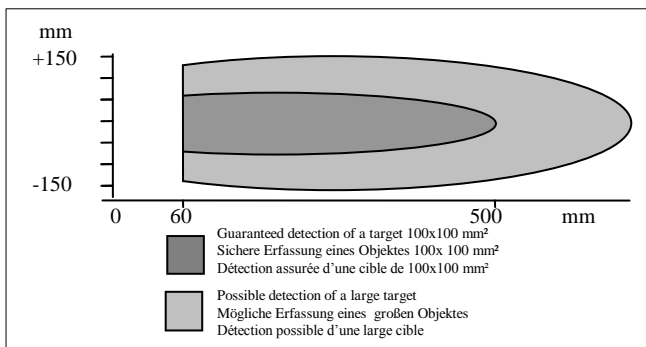 mm
+150
-150
0 60 500 mm
Guaranteed detection of a target 100x100 mm²
Sichere Erfassung eines Objektes 100x 100 mm²
Détection assurée d’une cible de 100x100 mm²
Possible detection of a large target
Mögliche Erfassung eines großen Objektes
Détection possible d’une large cible